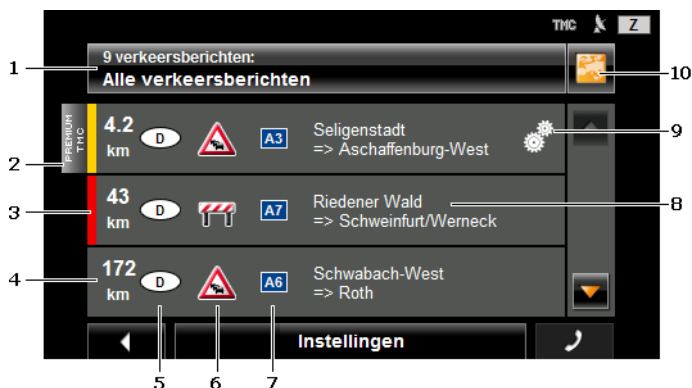 TMC Z
1
9 verkeersberichten:
Alle verkeersberichten
10
2
PREMIUM
TMC
4.2
km
D
A3
Seligenstadt
=> Aschaffenburg-West
9
3
43
km
D
A7
Riedener Wald
=> Schweinfurt/Werneck
8
4
172
km
D
A6
Schwabach-West
=> Roth
Instellingen
5 6 7